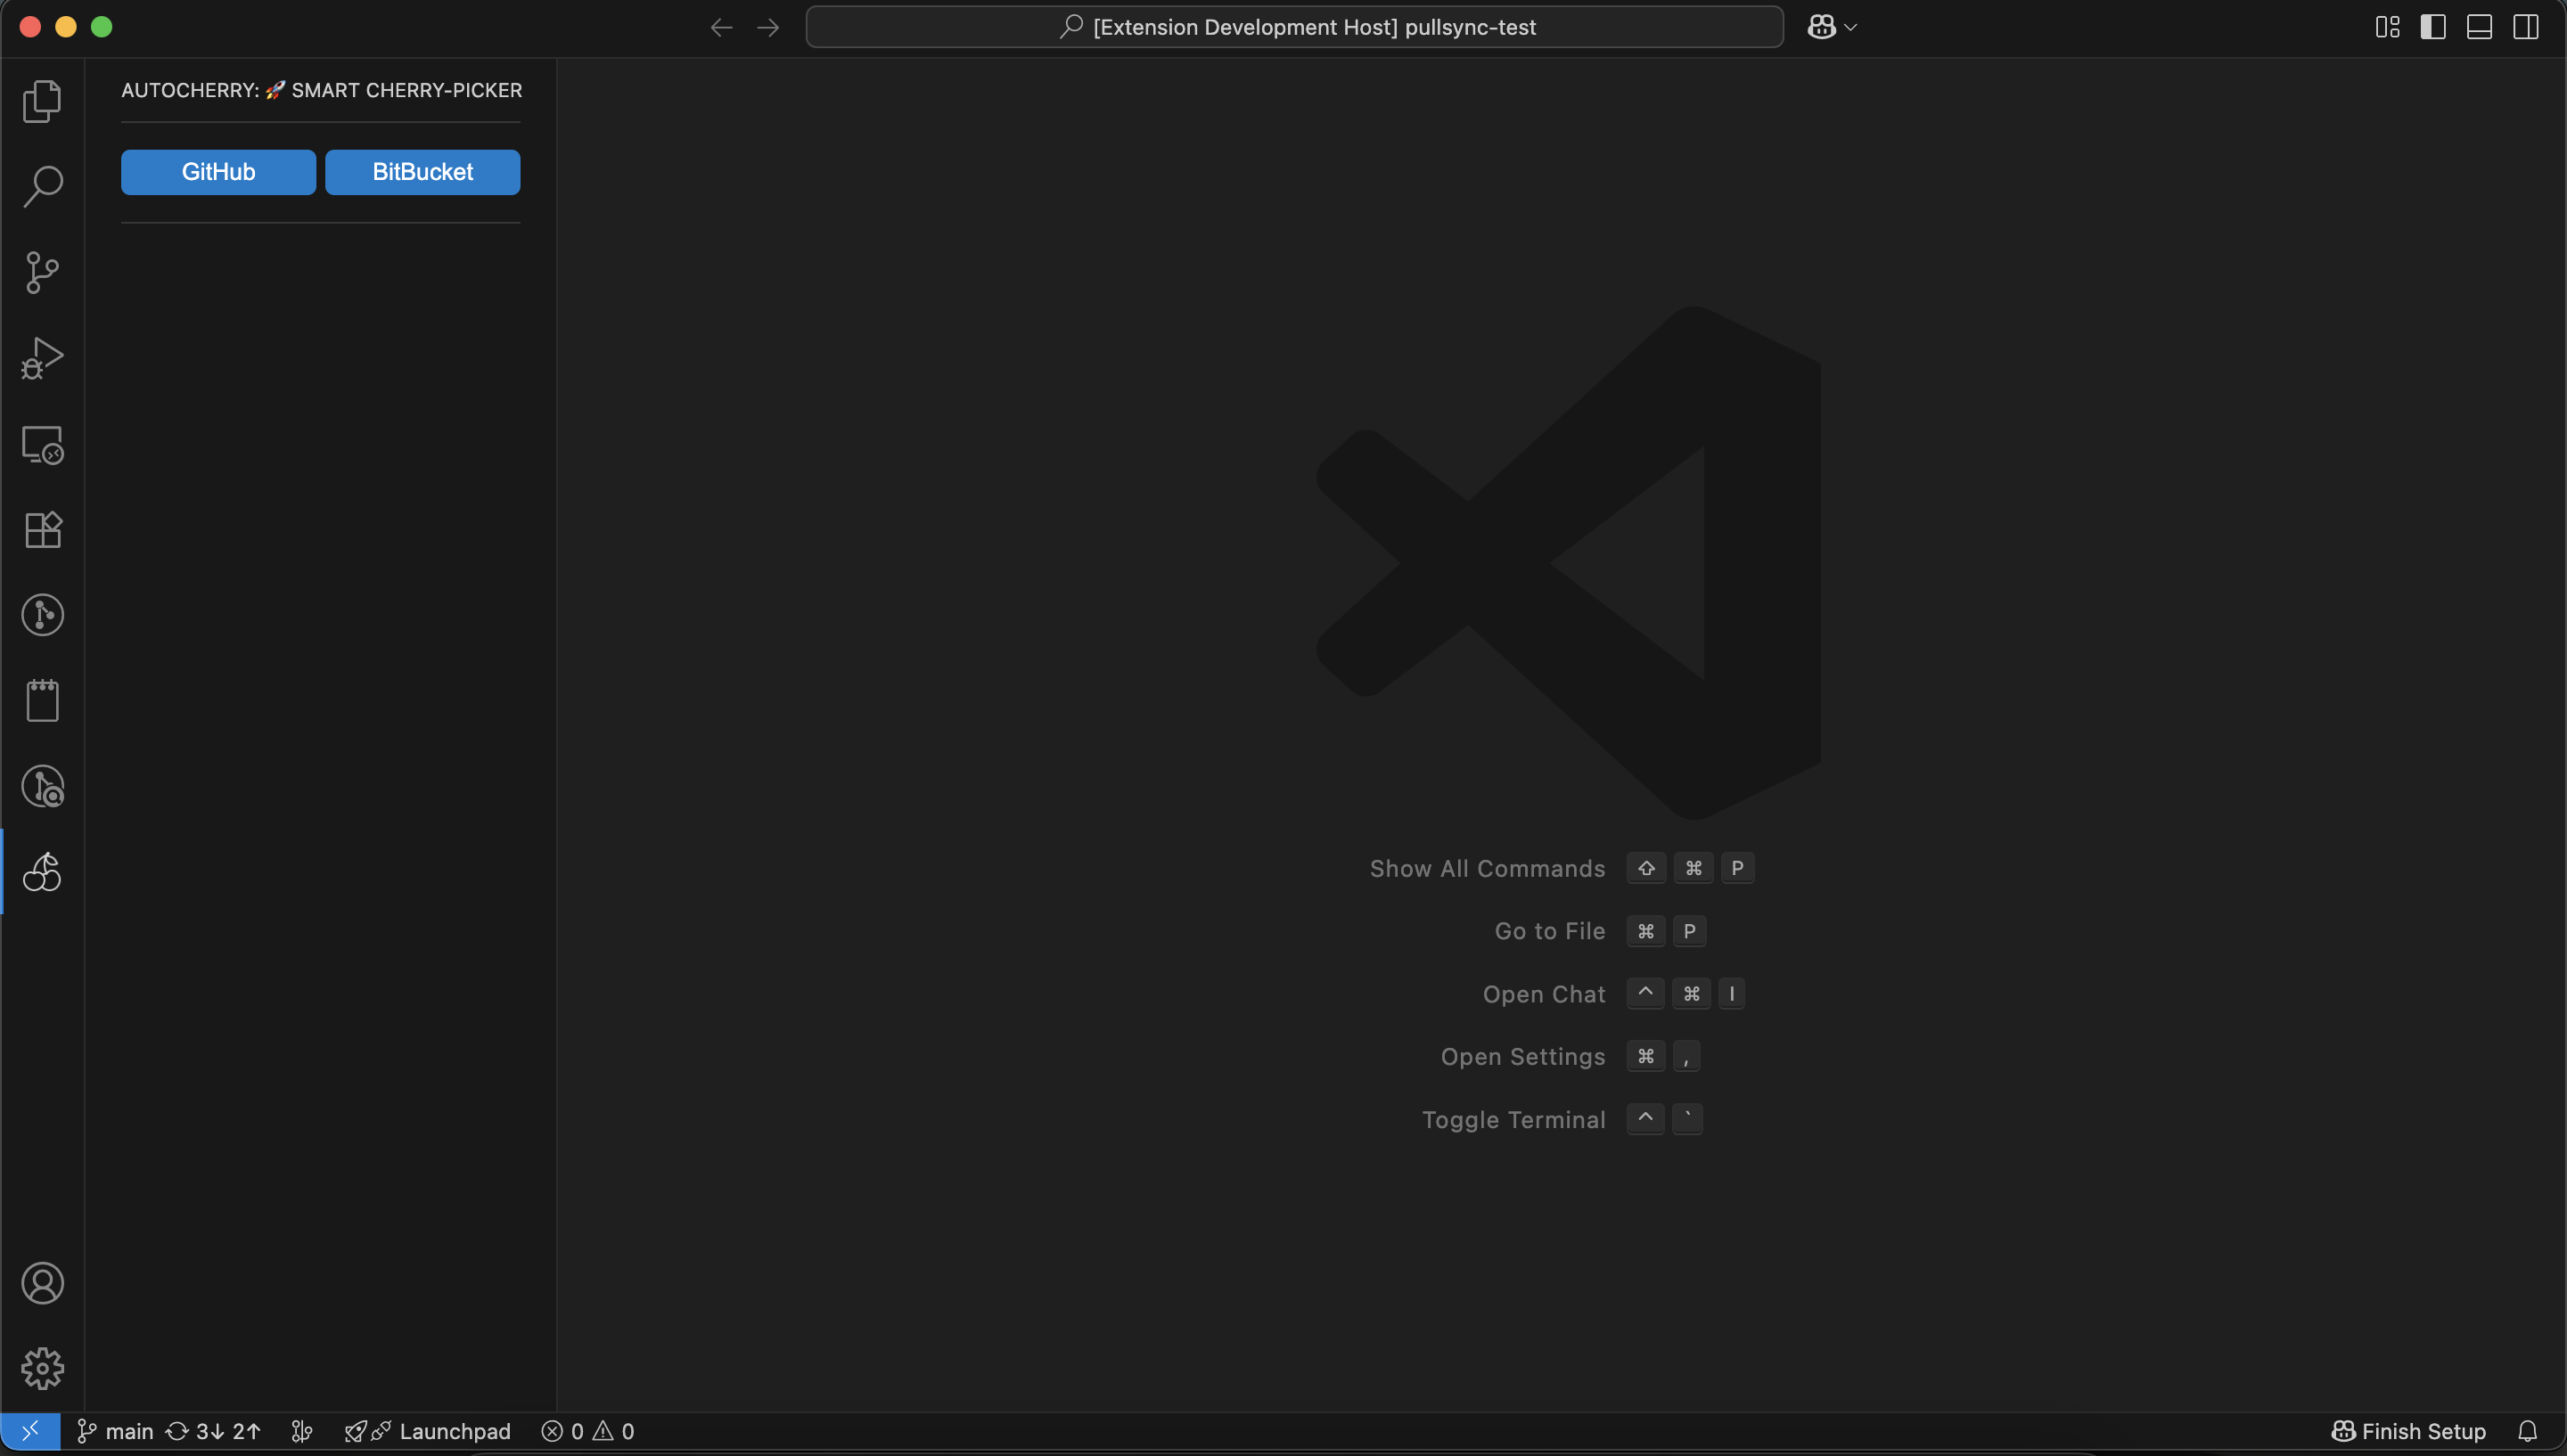 [Extension Development Host] pullsync-test
AUTOCHERRY: 🚀 SMART CHERRY-PICKER
GitHub BitBucket
Show All Commands ⇧ ⌘ P
Go to File ⌘ P
Open Chat ^ ⌘ I
Open Settings ⌘ ,
Toggle Terminal ^ `
main 3↓ 2↑ Launchpad 0 0 Finish Setup